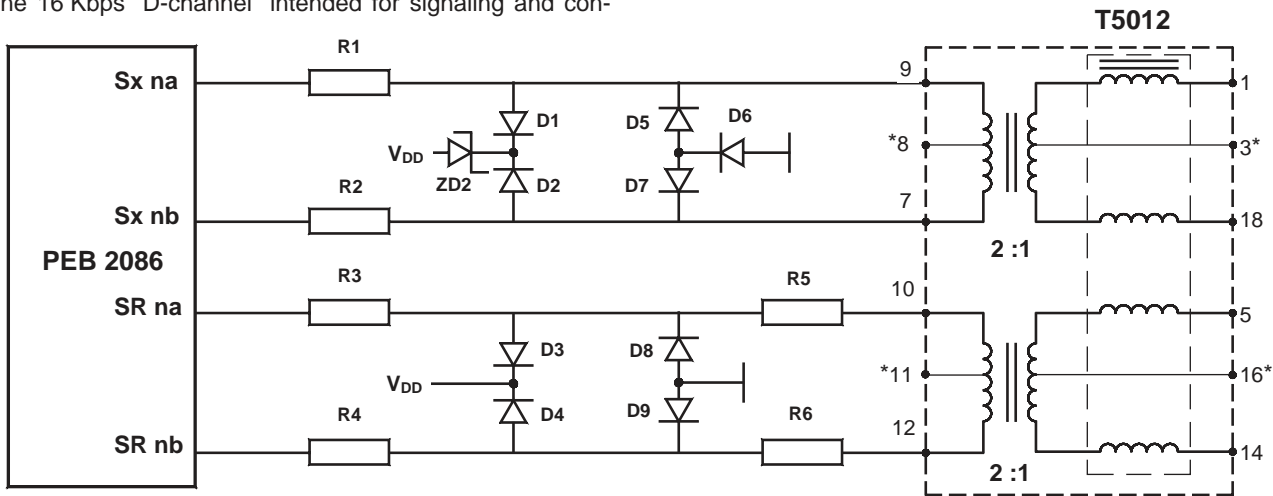 he 16 Kbps "D-channel" intended for signaling and con-
T5012
R1
Sx na
9
1
D1
D5
D6
*8
3*
VDD
ZD2
D2
D7
R2
7
Sx nb
18
2 :1
PEB 2086
R3
R5
10
SR na
5
D3
D8
*11
16*
VDD
D4
D9
R4
R6
12
SR nb
14
2 :1